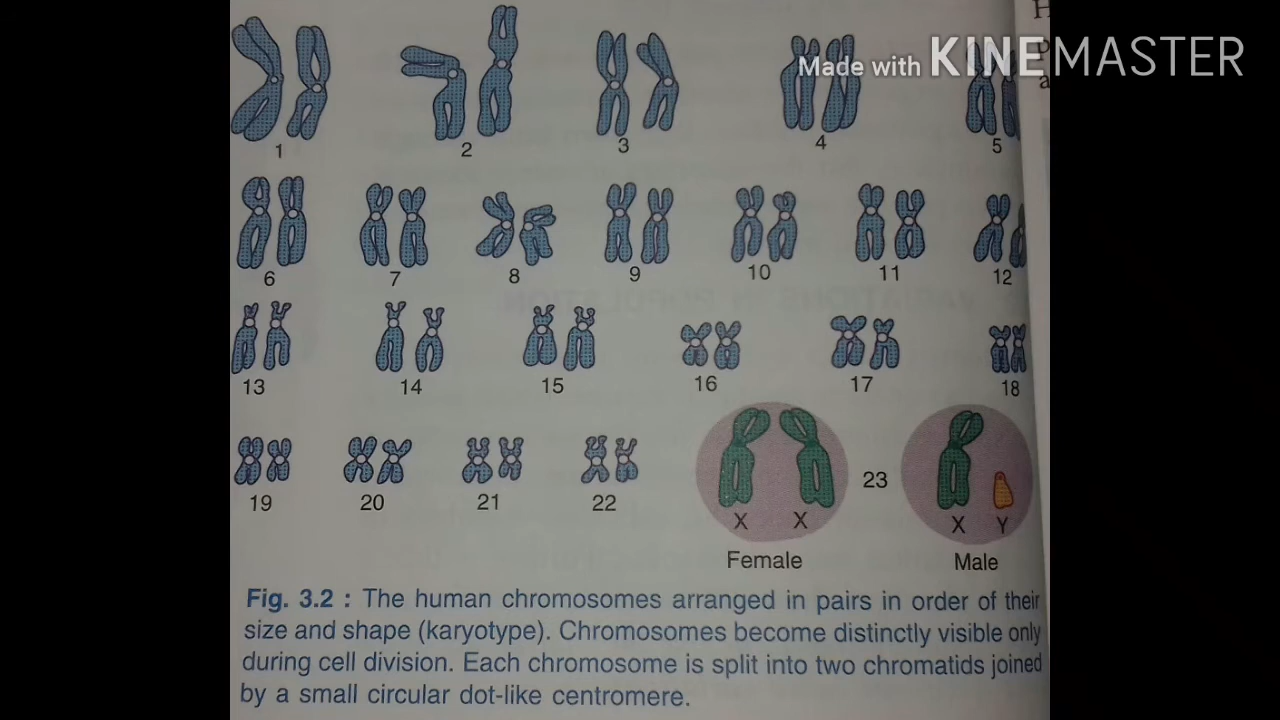 Made with KINEMASTER
1 2 3 4 5
6 7 8 9 10 11 12
13 14 15 16 17 18
19 20 21 22 23
X X X Y
Female Male
Fig. 3.2 : The human chromosomes arranged in pairs in order of their
size and shape (karyotype). Chromosomes become distinctly visible only
during cell division. Each chromosome is split into two chromatids joined
by a small circular dot-like centromere.